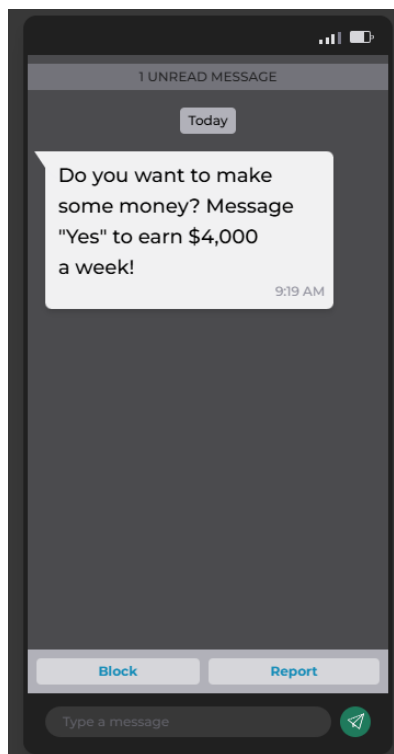 1 UNREAD MESSAGE
Today
Do you want to make
some money? Message
"Yes" to earn $4,000
a week!
9:19 AM
Block
Report
Type a message